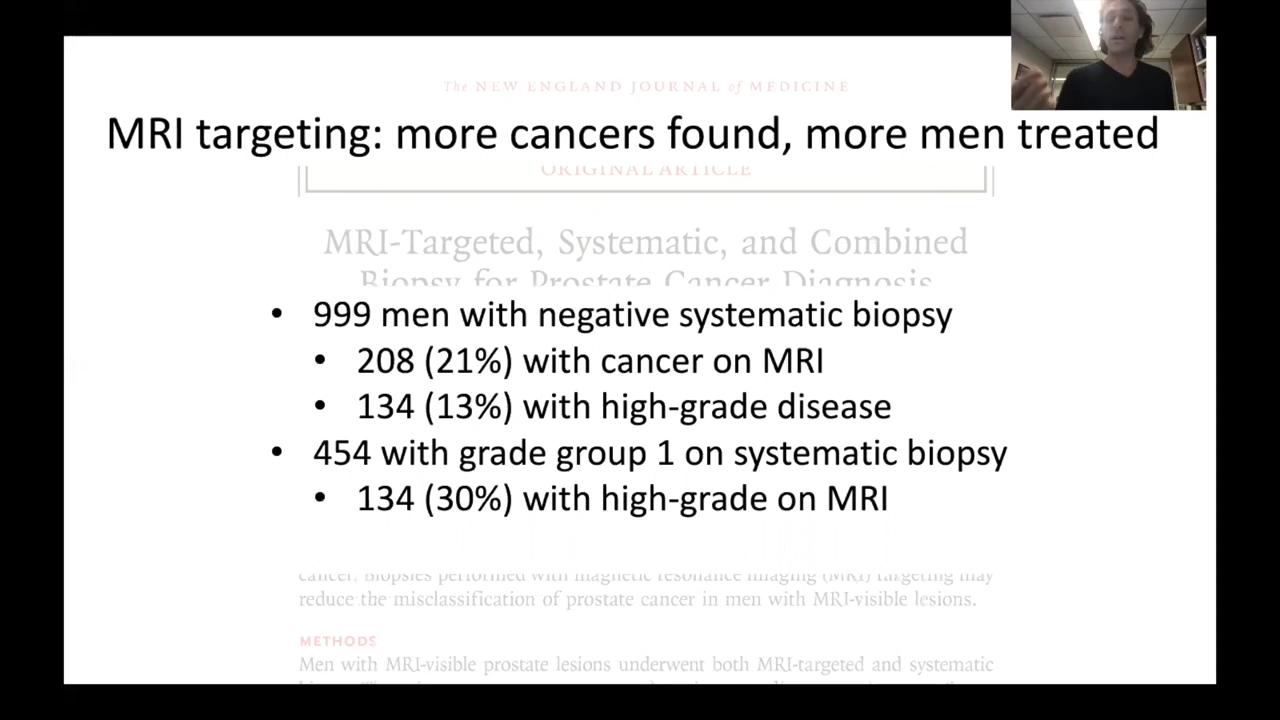 The NEW ENGLAND JOURNAL of MEDICINE
MRI targeting: more cancers found, more men treated
ORIGINAL ARTICLE
MRI-Targeted, Systematic, and Combined
Biopsy for Prostate Cancer Diagnosis
• 999 men with negative systematic biopsy
• 208 (21%) with cancer on MRI
• 134 (13%) with high-grade disease
• 454 with grade group 1 on systematic biopsy
• 134 (30%) with high-grade on MRI
cancer. Biopsies performed with magnetic resonance imaging (MRI) targeting may
reduce the misclassification of prostate cancer in men with MRI-visible lesions.
METHODS
Men with MRI-visible prostate lesions underwent both MRI-targeted and systematic